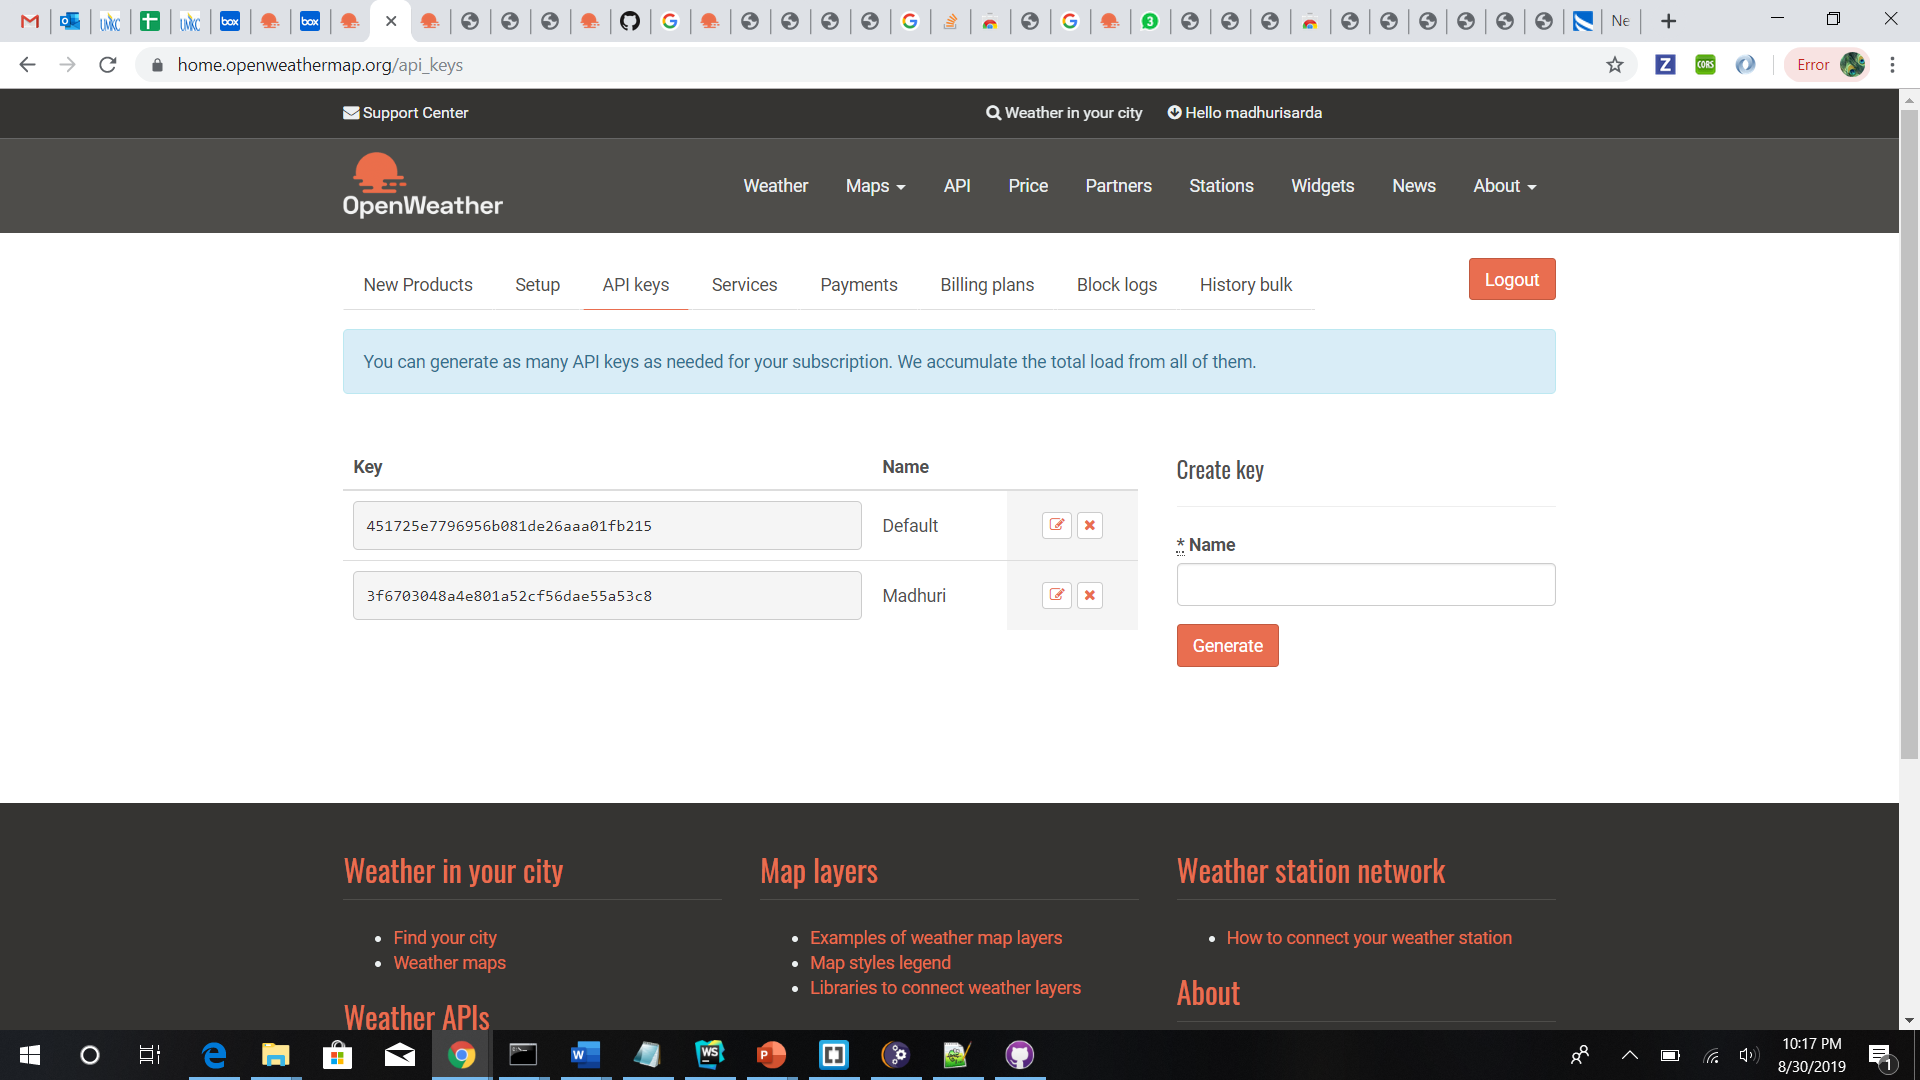 Ne
home.openweathermap.org/api_keys
Error
Support Center
Weather in your city
Hello madhurisarda
OpenWeather
Weather
Maps
API
Price
Partners
Stations
Widgets
News
About
New Products
Setup
API keys
Services
Payments
Billing plans
Block logs
History bulk
Logout
You can generate as many API keys as needed for your subscription. We accumulate the total load from all of them.
Key
Name
Create key
451725e7796956b081de26aaa01fb215
Default
* Name
3f6703048a4e801a52cf56dae55a53c8
Madhuri
Generate
Weather in your city
Map layers
Weather station network
Find your city
Weather maps
Examples of weather map layers
Map styles legend
Libraries to connect weather layers
How to connect your weather station
About
Weather APIs
10:17 PM
8/30/2019
1